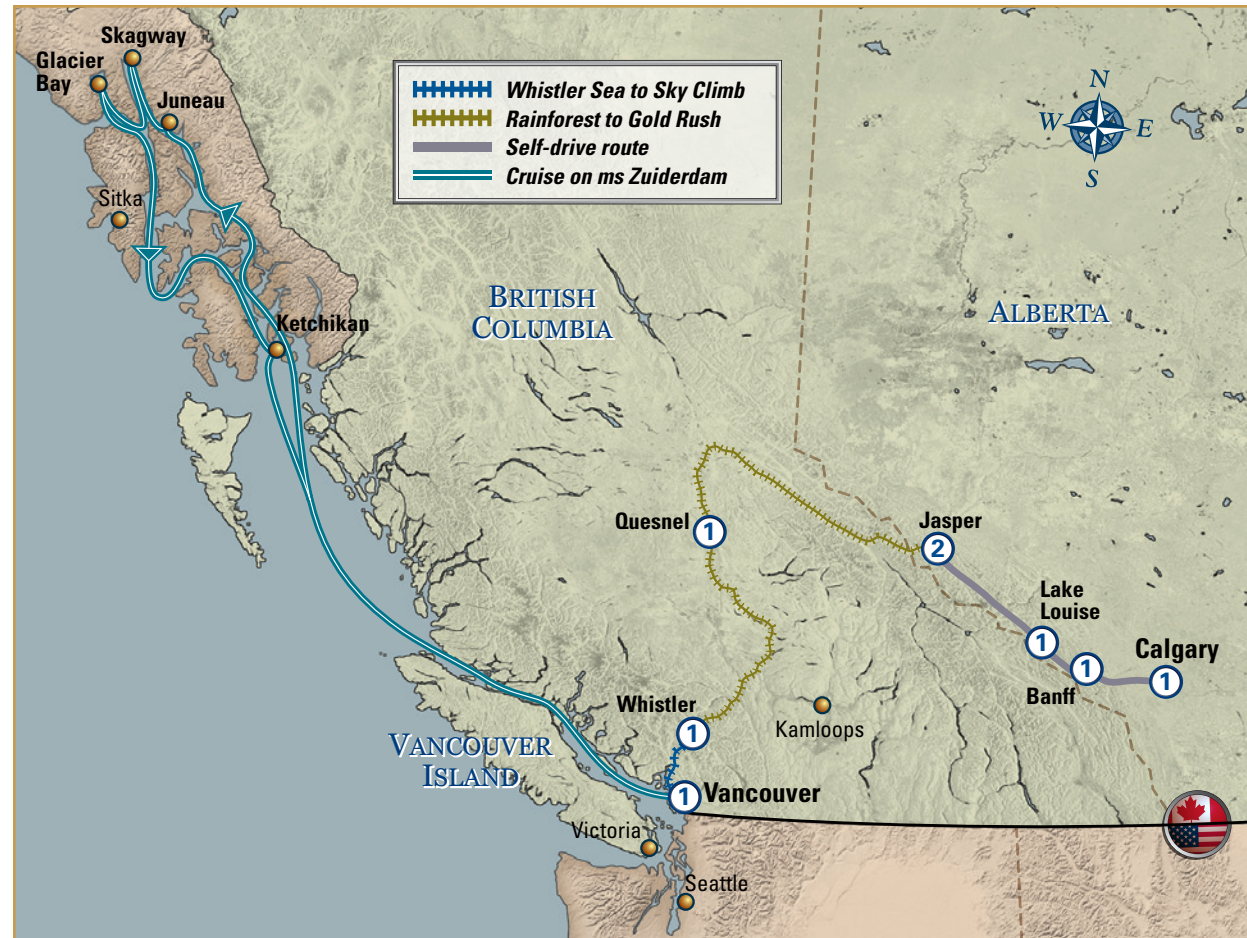 Skagway
Glacier
Bay
Juneau
Sitka
Ketchikan
Whistler Sea to Sky Climb
Rainforest to Gold Rush
Self-drive route
Cruise on ms Zuiderdam
N
W
E
S
BRITISH
COLUMBIA
ALBERTA
Quesnel
1
Jasper
2
Lake
Louise
1
Banff
1
Calgary
1
Whistler
1
Kamloops
VANCOUVER
ISLAND
1
Vancouver
Victoria
Seattle